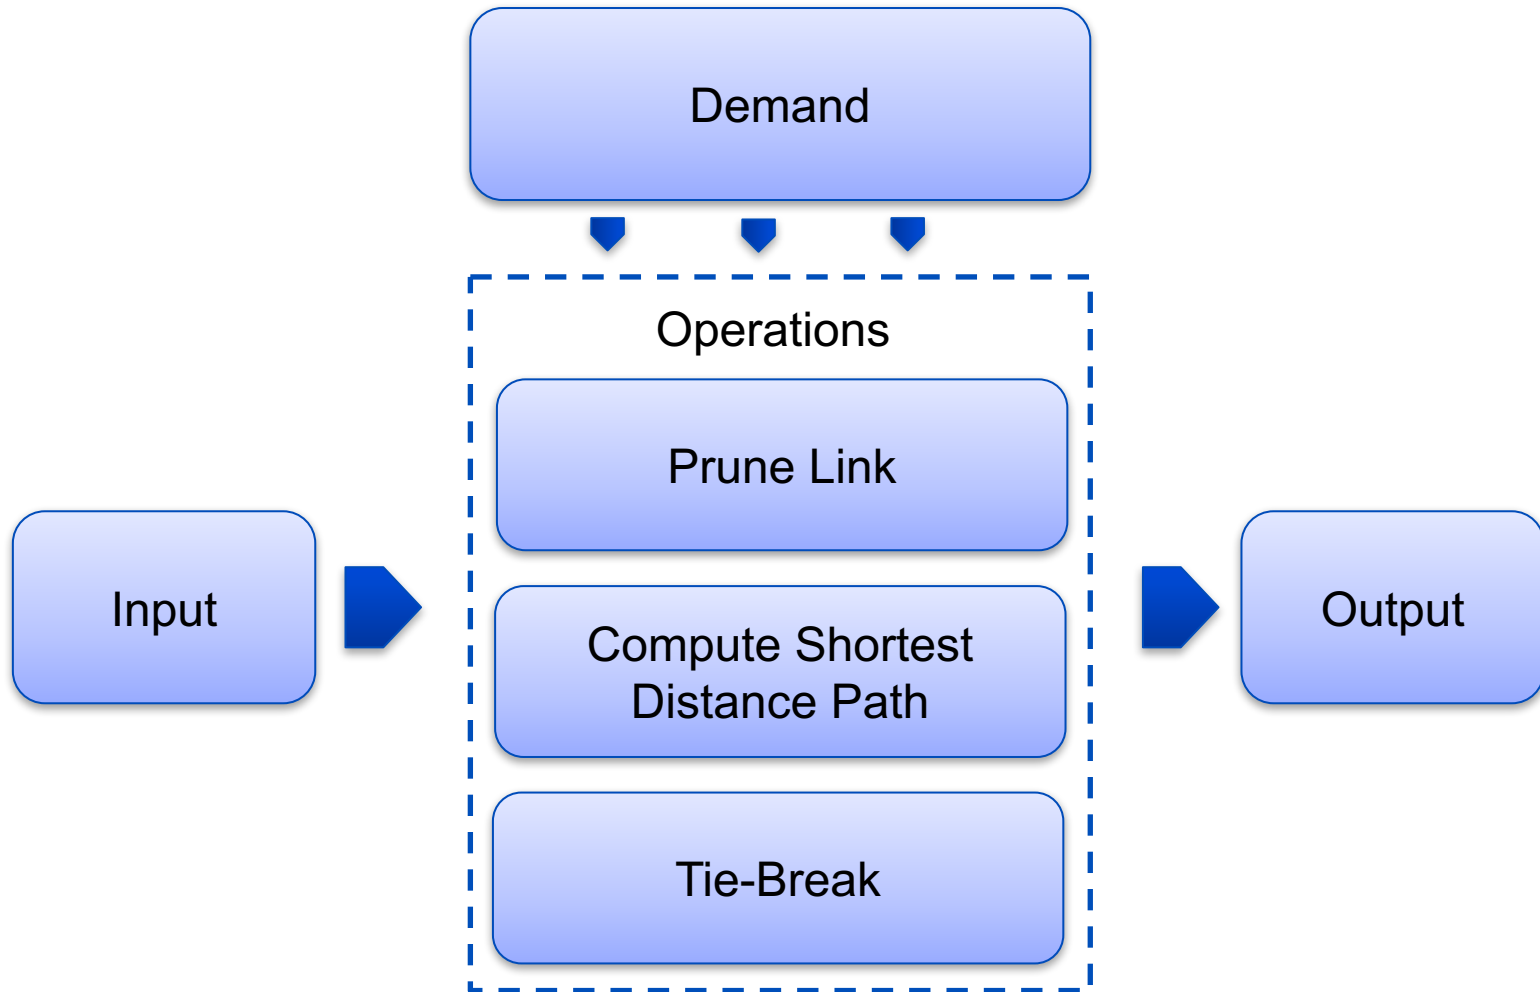 Demand
Operations
Prune Link
Input
Compute Shortest
Distance Path
Output
Tie-Break